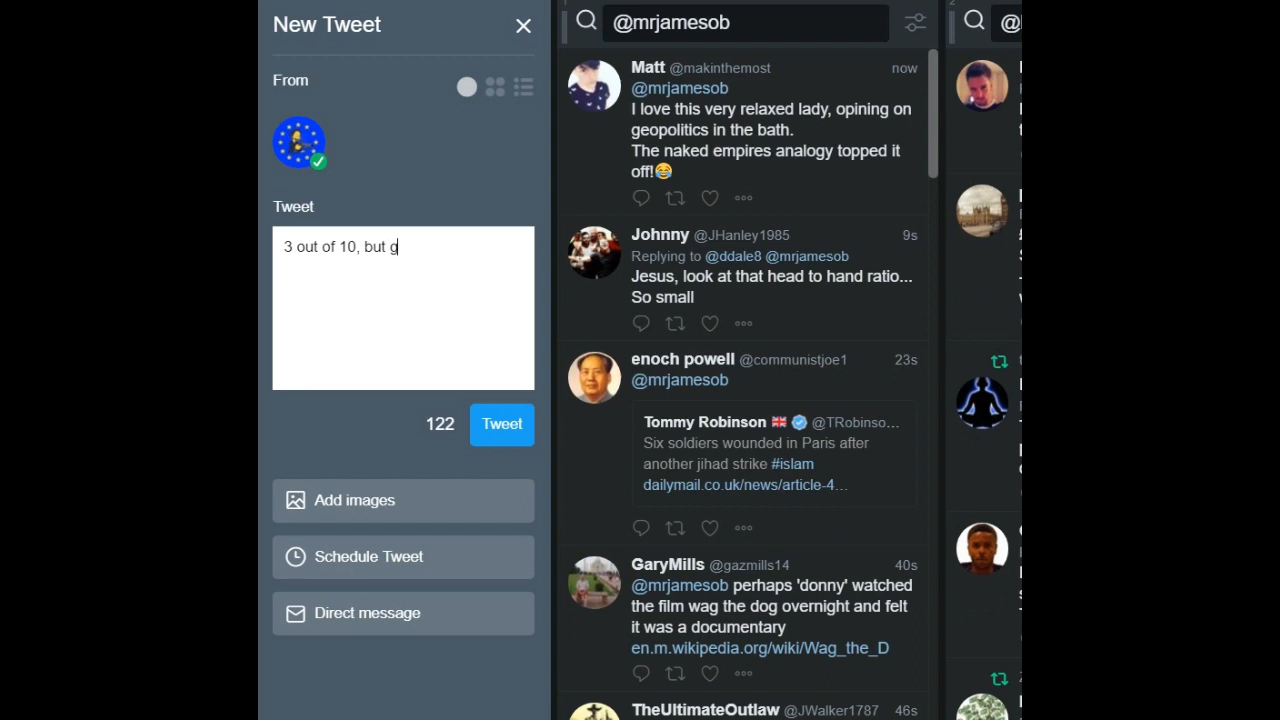 New Tweet
From
Tweet
3 out of 10, but g
122
Tweet
Add images
Schedule Tweet
Direct message
1
@mrjamesob
Matt @makinthemost now
@mrjamesob
I love this very relaxed lady, opining on
geopolitics in the bath.
The naked empires analogy topped it
off!😂
Johnny @JHanley1985 9s
Replying to @ddale8 @mrjamesob
Jesus, look at that head to hand ratio...
So small
enoch powell @communistjoe1 23s
@mrjamesob
Tommy Robinson 🇬🇧 @TRobinso...
Six soldiers wounded in Paris after
another jihad strike #islam
dailymail.co.uk/news/article-4...
GaryMills @gazmills14 40s
@mrjamesob perhaps 'donny' watched
the film wag the dog overnight and felt
it was a documentary
en.m.wikipedia.org/wiki/Wag_the_D
TheUltimateOutlaw @JWalker1787 46s
2
@